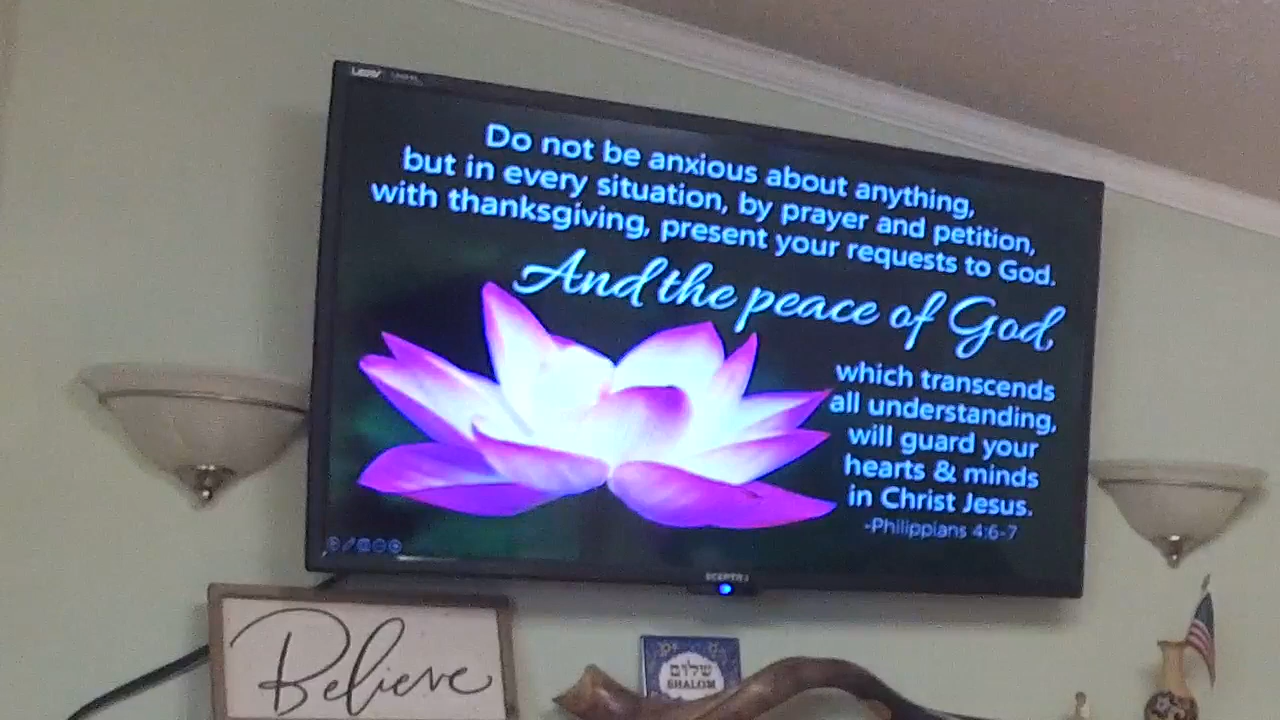 Do not be anxious about anything,
but in every situation, by prayer and petition,
with thanksgiving, present your requests to God.
And the peace of God,
which transcends
all understanding,
will guard your
hearts & minds
in Christ Jesus.
-Philippians 4:6-7
Believe
שלום
SHALOM